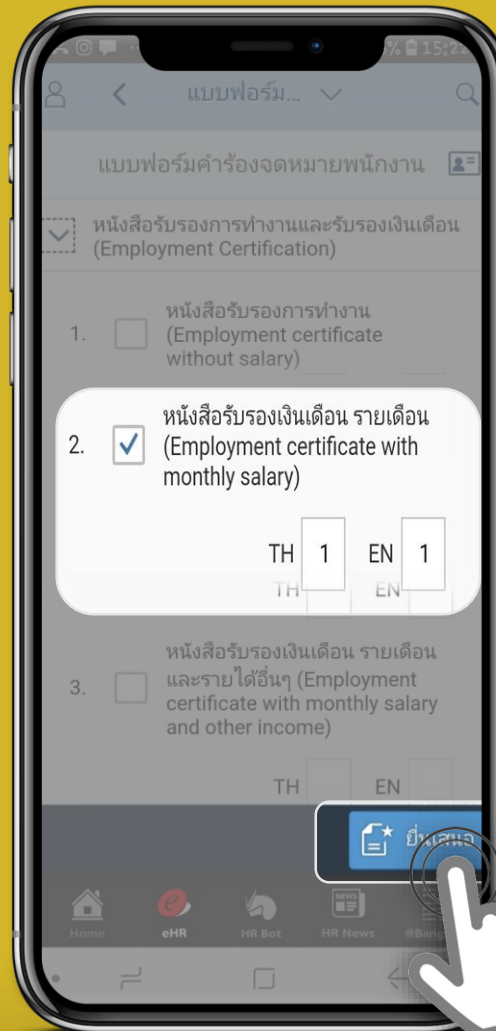 15:22
แบบฟอร์ม...
แบบฟอร์มคำร้องจดหมายพนักงาน
หนังสือรับรองการทำงานและรับรองเงินเดือน
(Employment Certification)
1. หนังสือรับรองการทำงาน
(Employment certificate
without salary)
2. หนังสือรับรองเงินเดือน รายเดือน
(Employment certificate with
monthly salary)
TH 1 EN 1
TH EN
3. หนังสือรับรองเงินเดือน รายเดือน
และรายได้อื่นๆ (Employment
certificate with monthly salary
and other income)
TH EN
ยื่นเสนอ
NEWS
Home eHR HR Bot HR News